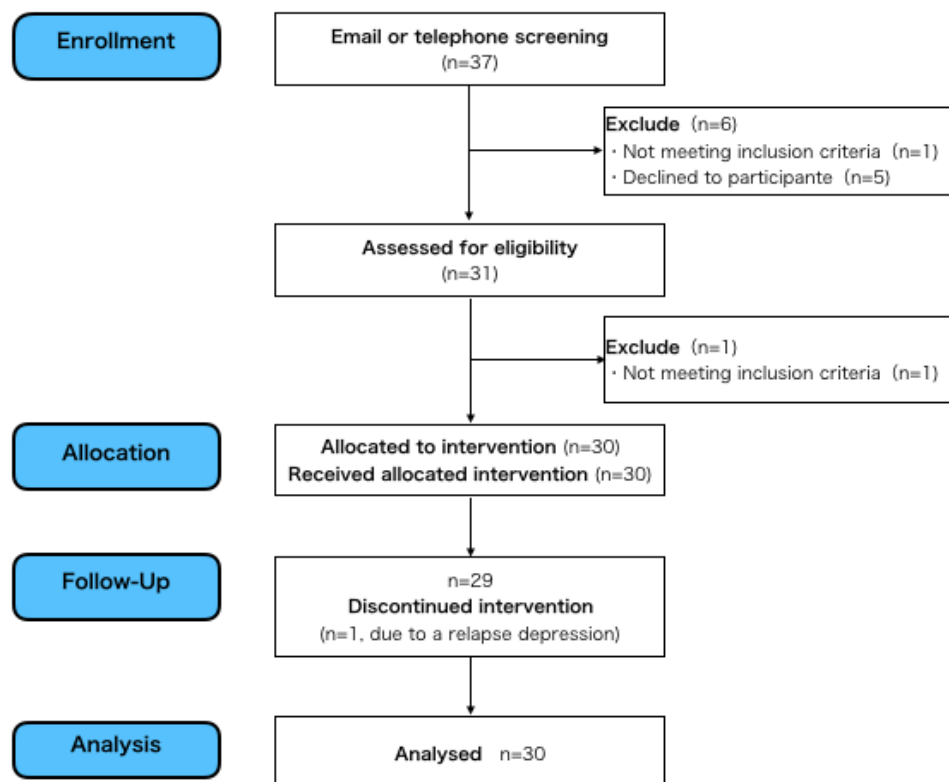 Enrollment
Email or telephone screening
(n=37)
Exclude (n=6)
・Not meeting inclusion criteria (n=1)
・Declined to participante (n=5)
Assessed for eligibility
(n=31)
Exclude (n=1)
・Not meeting inclusion criteria (n=1)
Allocation
Allocated to intervention (n=30)
Received allocated intervention (n=30)
Follow-Up
n=29
Discontinued intervention
(n=1, due to a relapse depression)
Analysis
Analysed n=30